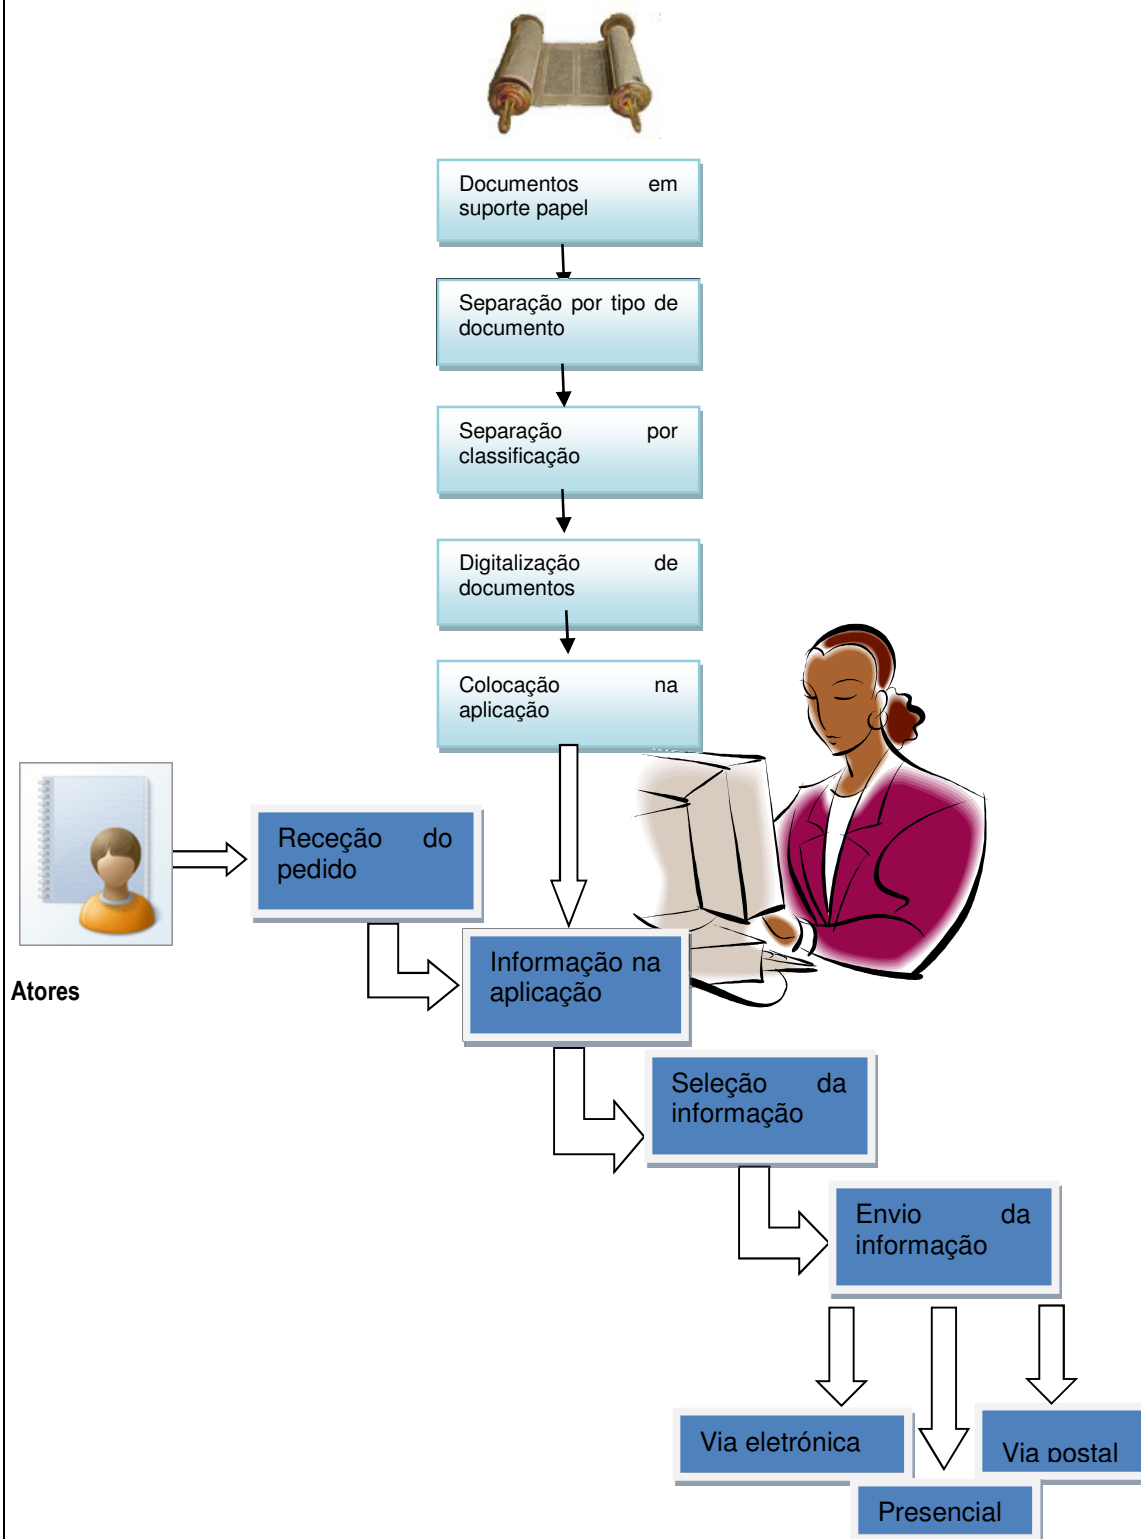 Documentos em
suporte papel
Separação por tipo de
documento
Separação por
classificação
Digitalização de
documentos
Colocação na
aplicação
Receção do
pedido
Informação na
aplicação
Atores
Seleção da
informação
Envio da
informação
Via eletrónica
Via postal
Presencial